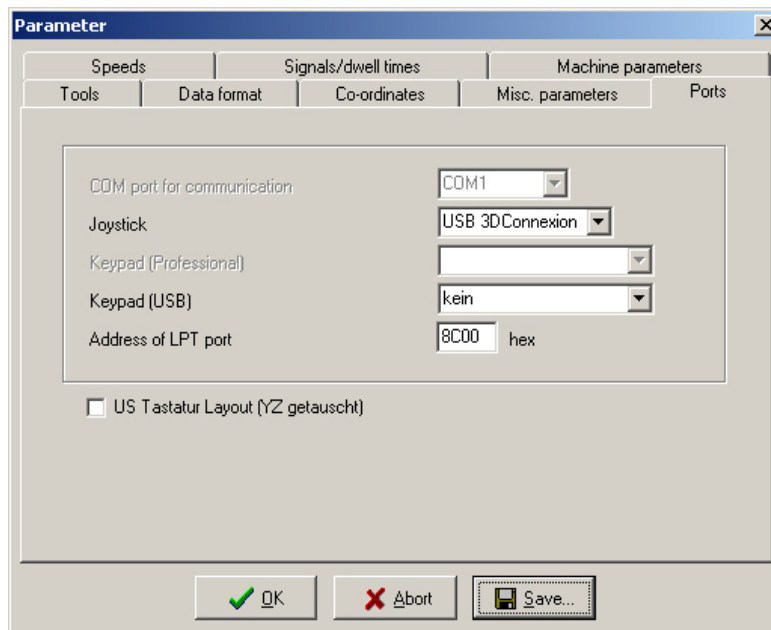 Parameter
Speeds Signals/dwell times Machine parameters
Tools Data format Co-ordinates Misc. parameters Ports
COM port for communication COM1
Joystick USB 3DConnexion
Keypad (Professional)
Keypad (USB) kein
Address of LPT port 8C00 hex
US Tastatur Layout (YZ getauscht)
OK Abort Save...